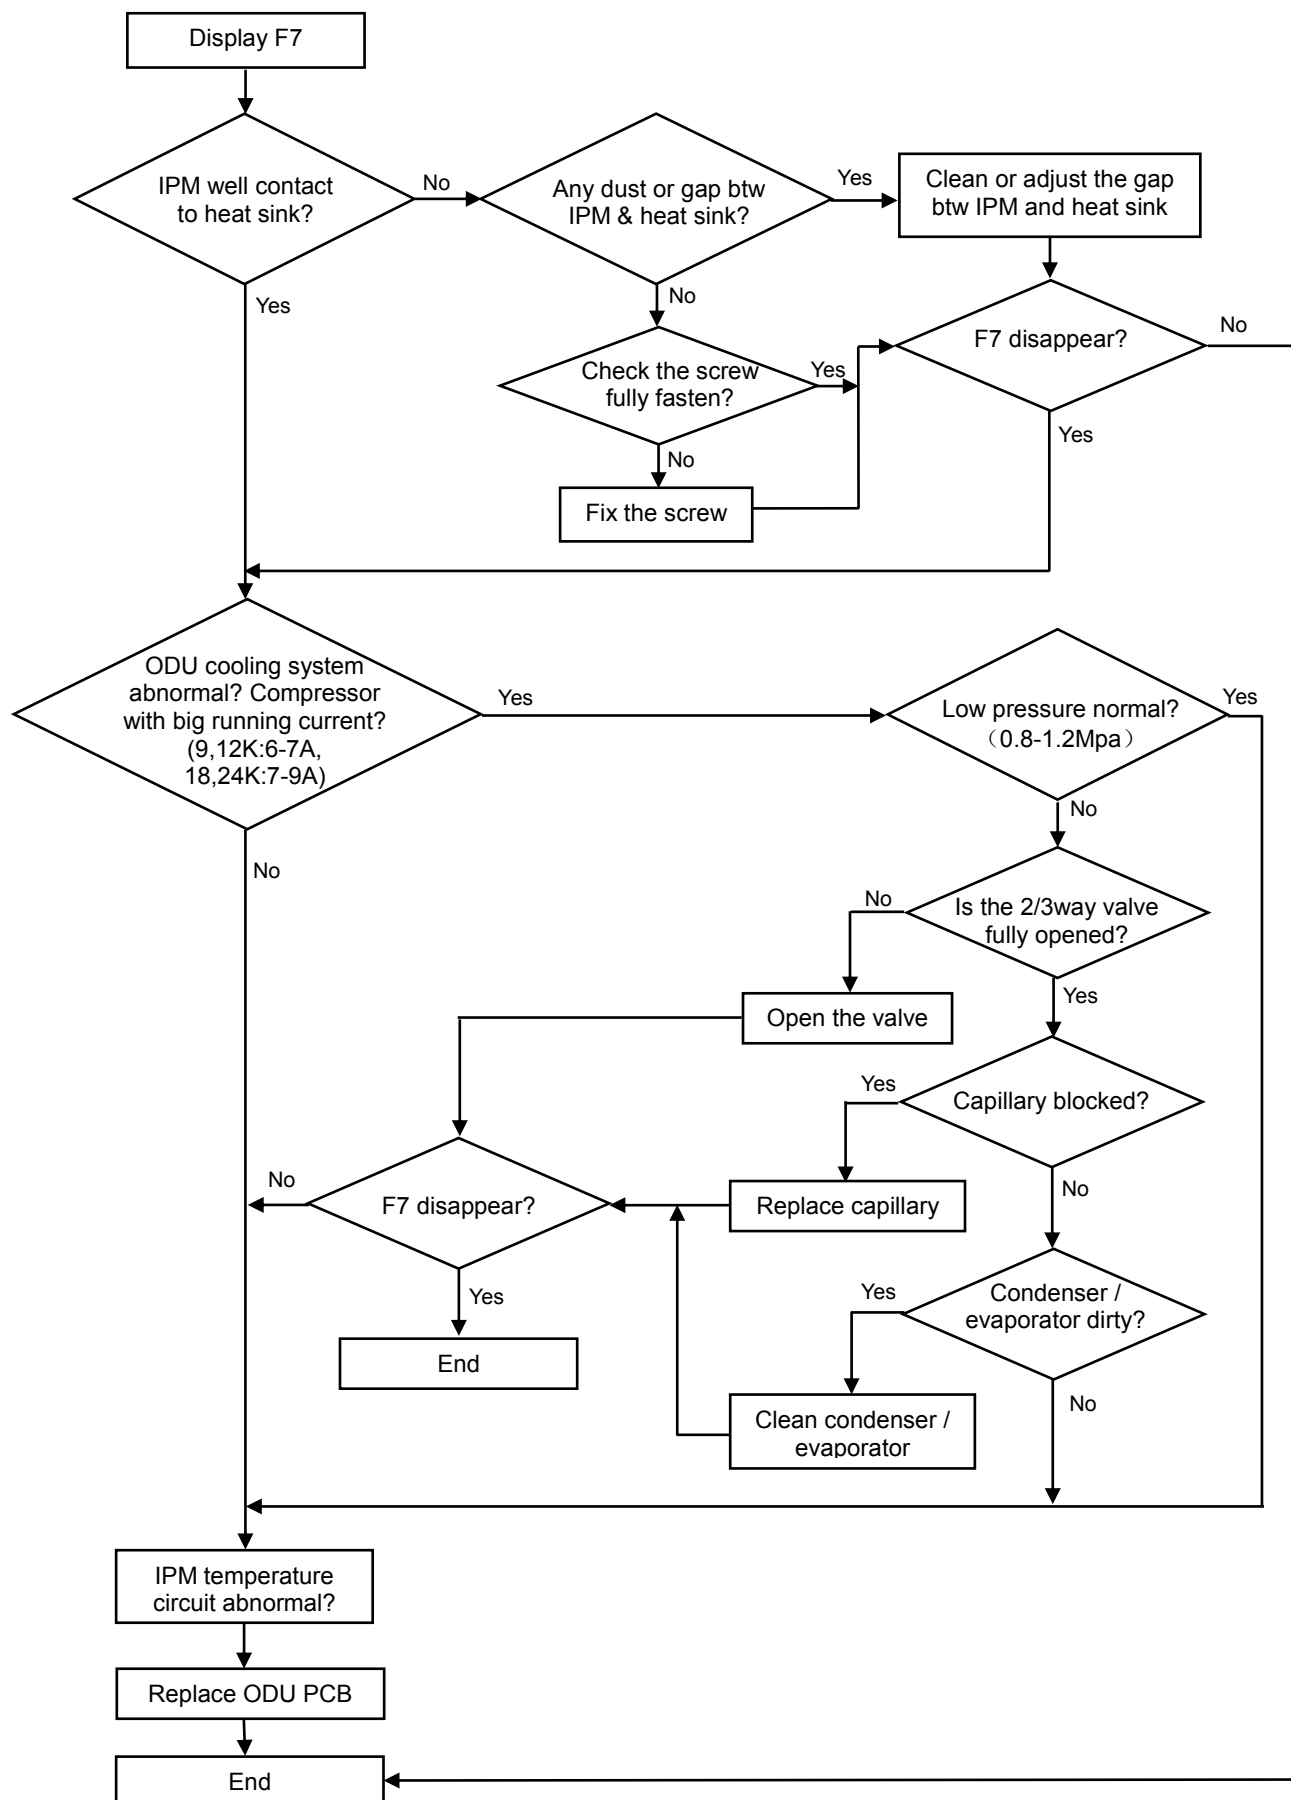 Display F7
IPM well contact
to heat sink?
No
Any dust or gap btw
IPM & heat sink?
Yes
Clean or adjust the gap
btw IPM and heat sink
Yes
No
F7 disappear?
No
Check the screw
fully fasten?
Yes
Yes
No
Fix the screw
ODU cooling system
abnormal? Compressor
with big running current?
(9,12K:6-7A,
18,24K:7-9A)
Yes
Low pressure normal?
（0.8-1.2Mpa）
Yes
No
No
Is the 2/3way valve
fully opened?
No
Yes
Open the valve
Capillary blocked?
Yes
No
Replace capillary
F7 disappear?
No
Yes
End
Condenser /
evaporator dirty?
Yes
No
Clean condenser /
evaporator
IPM temperature
circuit abnormal?
Replace ODU PCB
End